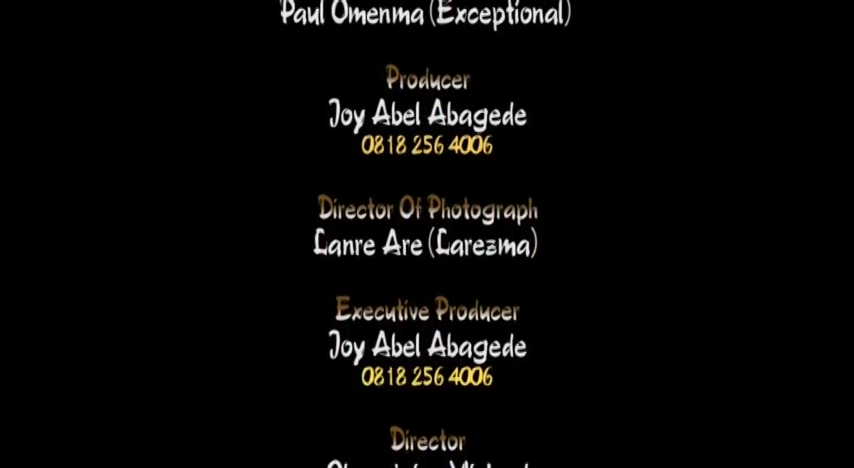 Paul Omenma (Exceptional)
Producer
Joy Abel Abagede
0818 256 4006
Director Of Photograph
Lanre Are (Larezma)
Executive Producer
Joy Abel Abagede
0818 256 4006
Director